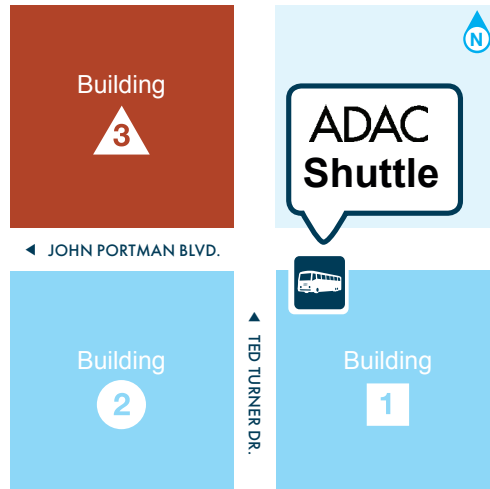 Building
3
N
ADAC
Shuttle
◄ JOHN PORTMAN BLVD.
Building
2
◄ TED TURNER DR.
Building
1